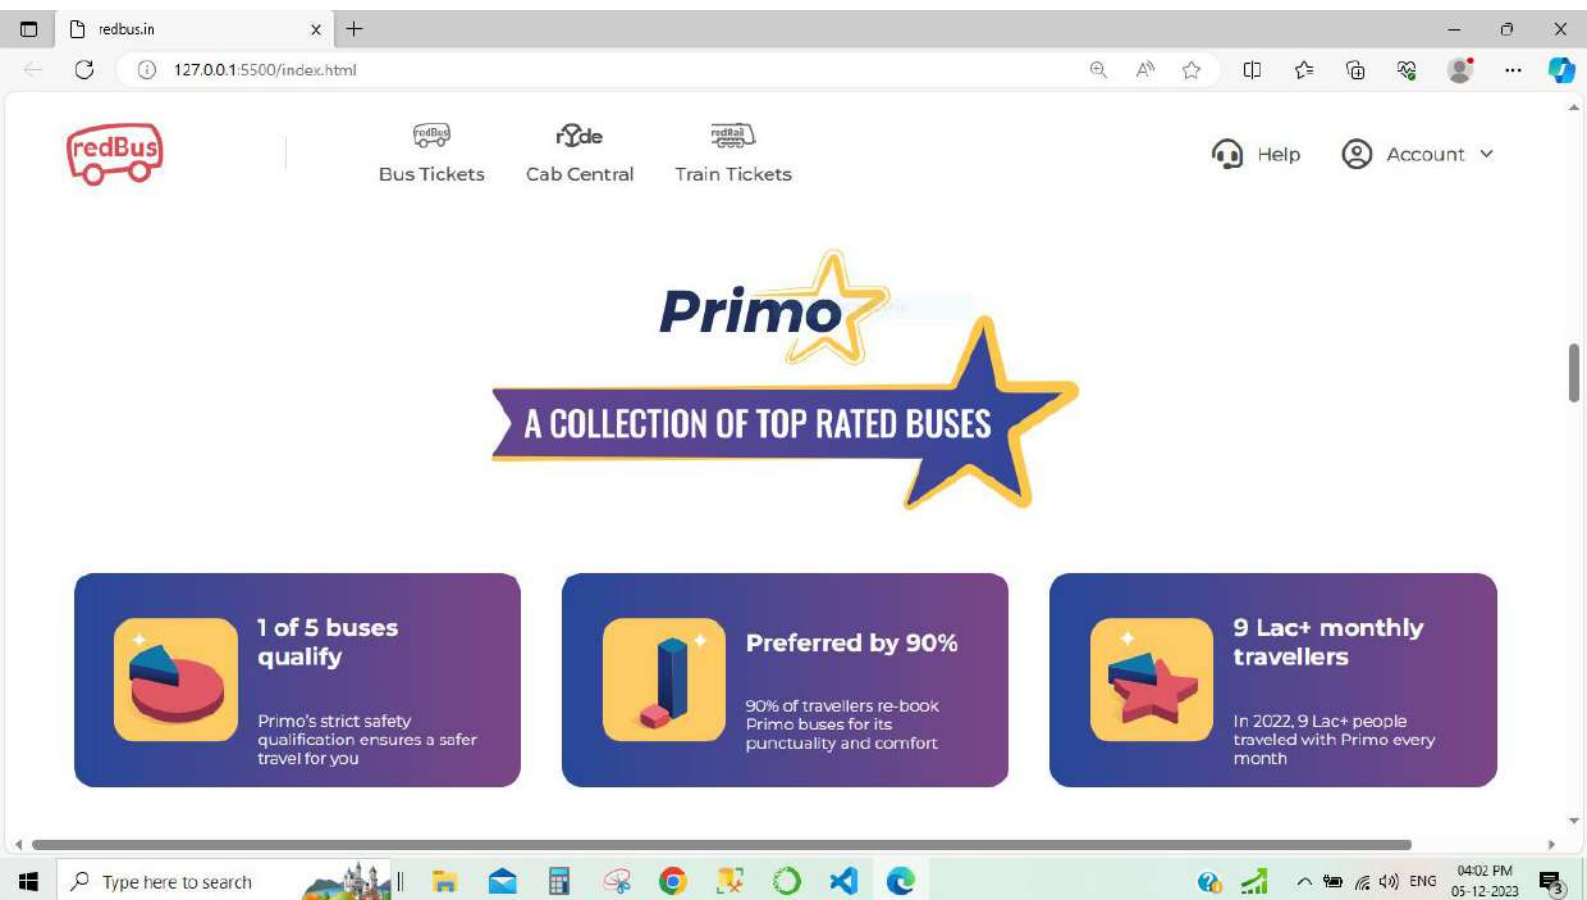 redbus.in
127.0.0.1:5500/index.html
redBus
redBus
Bus Tickets
rYde
Cab Central
redRail
Train Tickets
Help
Account
Primo
A COLLECTION OF TOP RATED BUSES
1 of 5 buses
qualify
Primo's strict safety
qualification ensures a safer
travel for you
Preferred by 90%
90% of travellers re-book
Primo buses for its
punctuality and comfort
9 Lac+ monthly
travellers
In 2022, 9 Lac+ people
traveled with Primo every
month
Type here to search
ENG
04:02 PM
05-12-2023
3